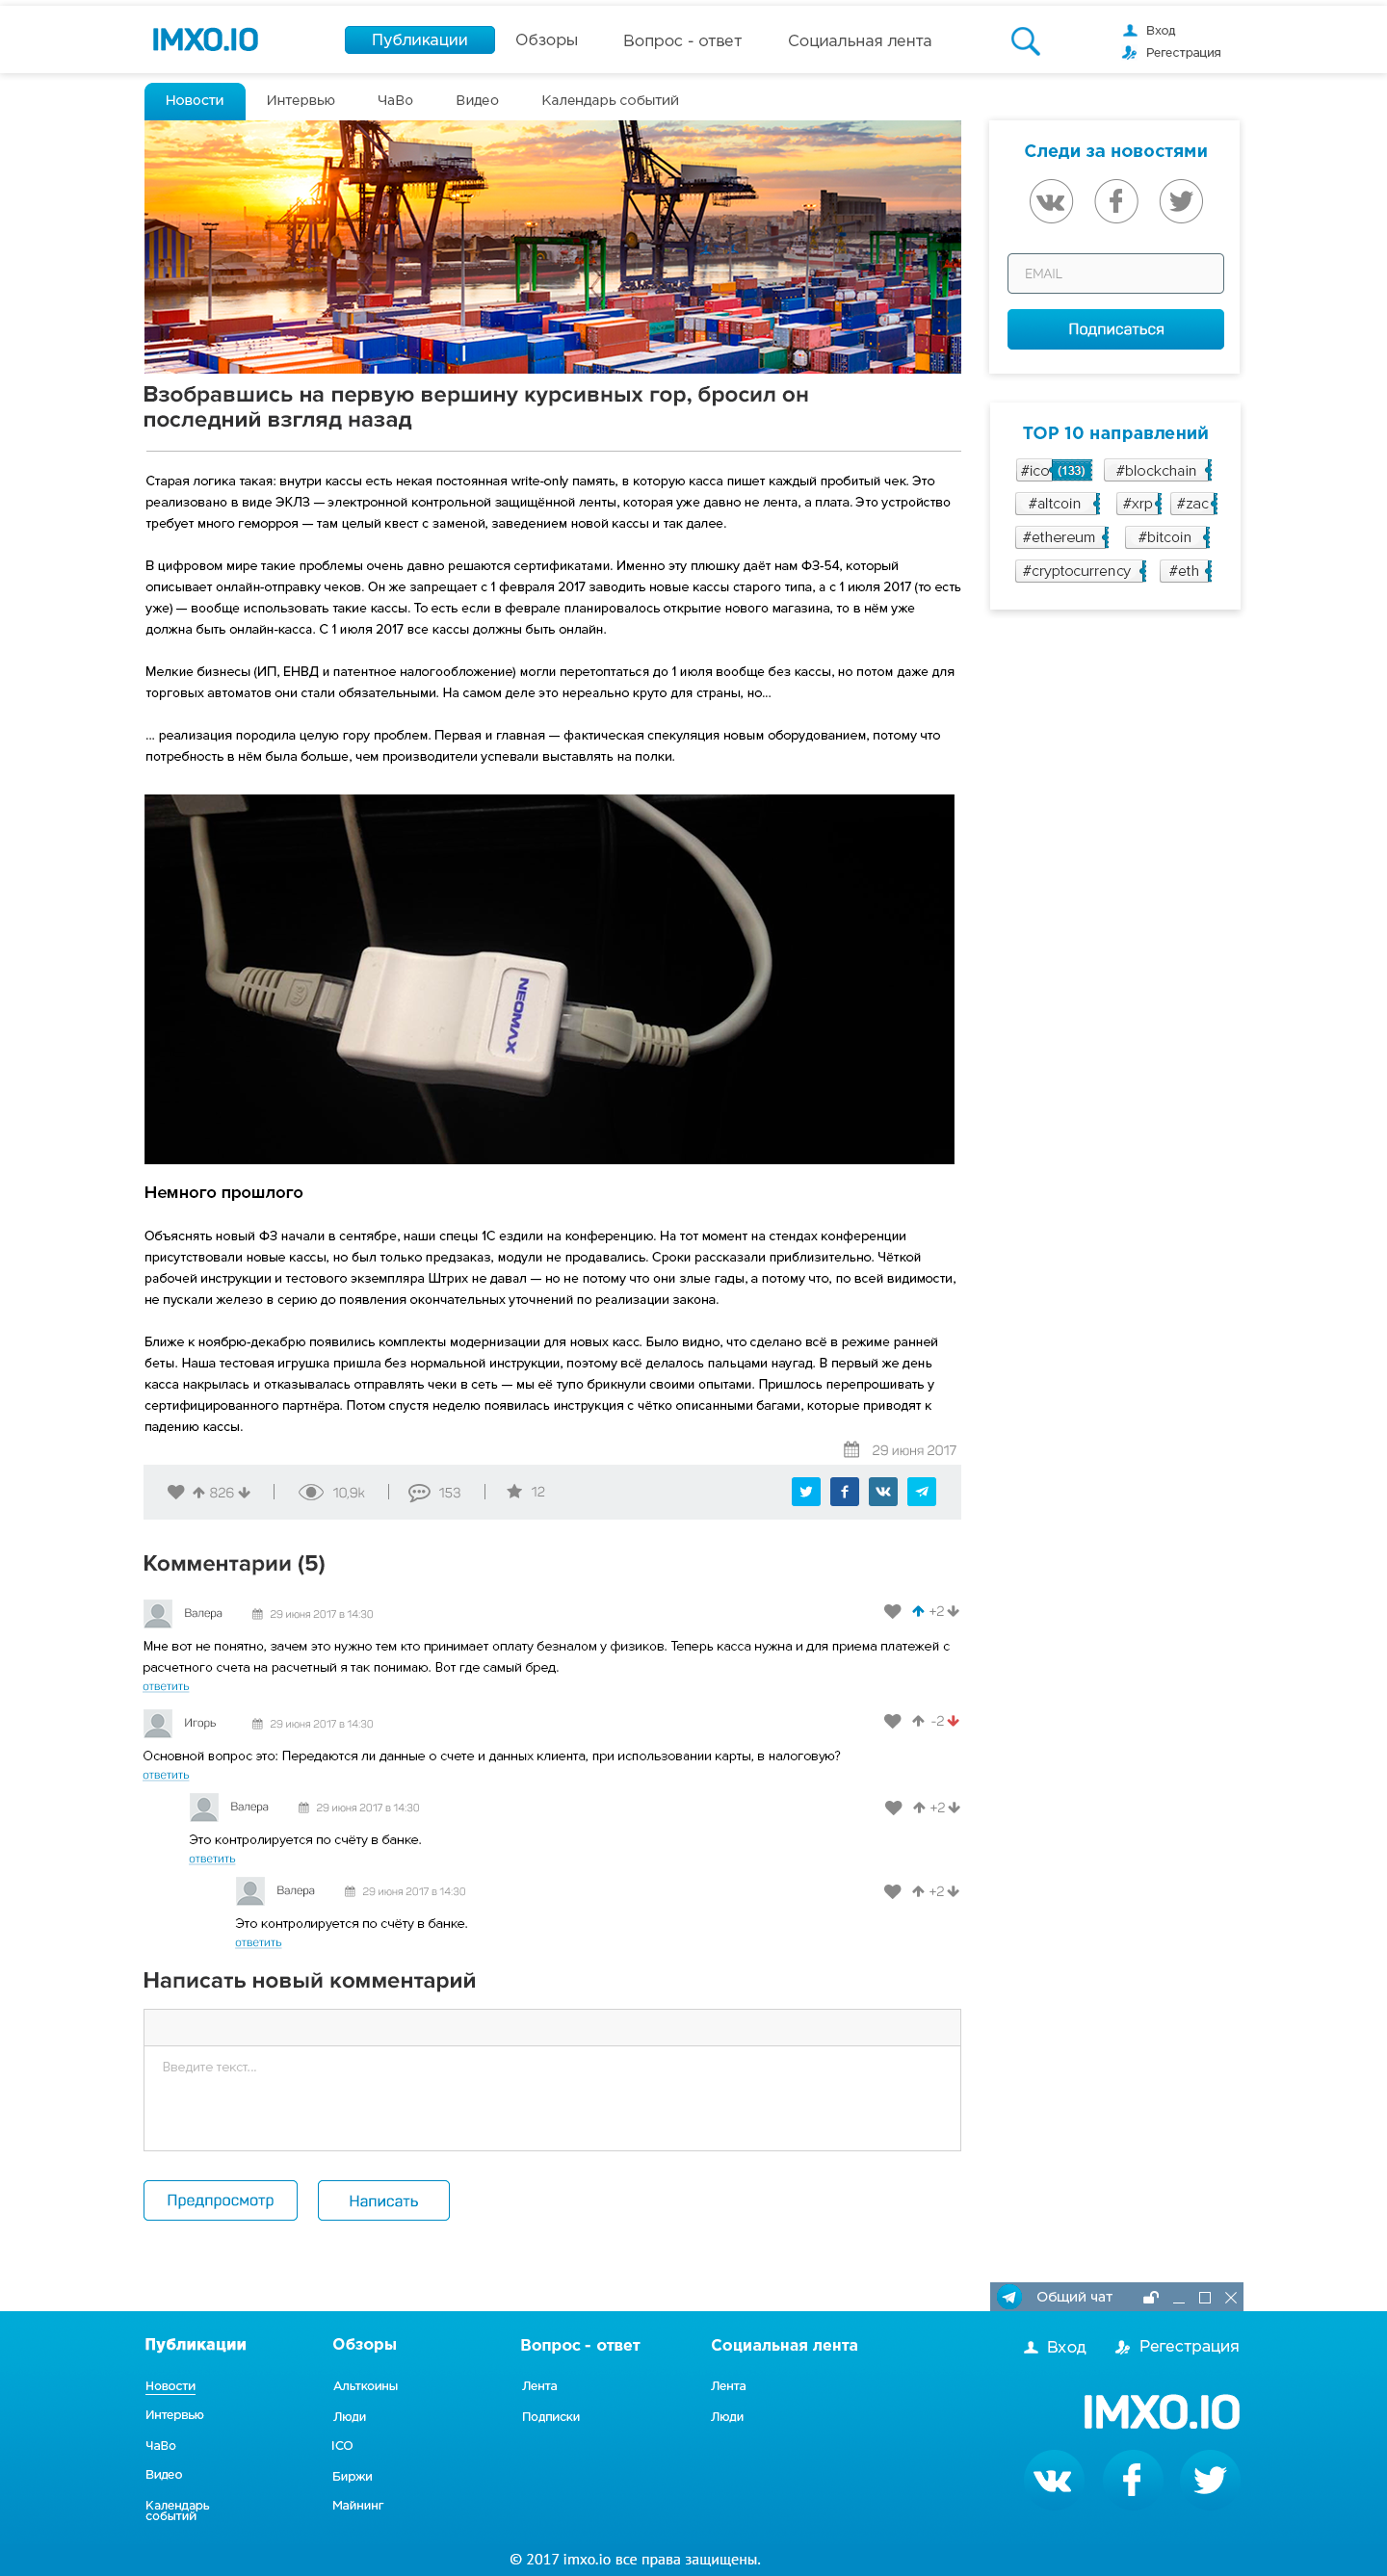 IMXO.IO
Публикации
Обзоры
Вопрос - ответ
Социальная лента
Вход
Регестрация
Новости
Интервью
ЧаВо
Видео
Календарь событий
Взобравшись на первую вершину курсивных гор, бросил он
последний взгляд назад
Старая логика такая: внутри кассы есть некая постоянная write-only память, в которую касса пишет каждый пробитый чек. Это
реализовано в виде ЭКЛЗ — электронной контрольной защищённой ленты, которая уже давно не лента, а плата. Это устройство
требует много геморроя — там целый квест с заменой, заведением новой кассы и так далее.
В цифровом мире такие проблемы очень давно решаются сертификатами. Именно эту плюшку даёт нам ФЗ-54, который
описывает онлайн-отправку чеков. Он же запрещает с 1 февраля 2017 заводить новые кассы старого типа, а с 1 июля 2017 (то есть
уже) — вообще использовать такие кассы. То есть если в феврале планировалось открытие нового магазина, то в нём уже
должна быть онлайн-касса. С 1 июля 2017 все кассы должны быть онлайн.
Мелкие бизнесы (ИП, ЕНВД и патентное налогообложение) могли перетоптаться до 1 июля вообще без кассы, но потом даже для
торговых автоматов они стали обязательными. На самом деле это нереально круто для страны, но...
... реализация породила целую гору проблем. Первая и главная — фактическая спекуляция новым оборудованием, потому что
потребность в нём была больше, чем производители успевали выставлять на полки.
NEOMAX
Немного прошлого
Объяснять новый ФЗ начали в сентябре, наши спецы 1С ездили на конференцию. На тот момент на стендах конференции
присутствовали новые кассы, но был только предзаказ, модули не продавались. Сроки рассказали приблизительно. Чёткой
рабочей инструкции и тестового экземпляра Штрих не давал — но не потому что они злые гады, а потому что, по всей видимости,
не пускали железо в серию до появления окончательных уточнений по реализации закона.
Ближе к ноябрю-декабрю появились комплекты модернизации для новых касс. Было видно, что сделано всё в режиме ранней
беты. Наша тестовая игрушка пришла без нормальной инструкции, поэтому всё делалось пальцами наугад. В первый же день
касса накрылась и отказывалась отправлять чеки в сеть — мы её тупо брикнули своими опытами. Пришлось перепрошивать у
сертифицированного партнёра. Потом спустя неделю появилась инструкция с чётко описанными багами, которые приводят к
падению кассы.
29 июня 2017
826
10,9k
153
12
Комментарии (5)
Валера 29 июня 2017 в 14:30 +2
Мне вот не понятно, зачем это нужно тем кто принимает оплату безналом у физиков. Теперь касса нужна и для приема платежей с
расчетного счета на расчетный я так понимаю. Вот где самый бред.
ответить
Игорь 29 июня 2017 в 14:30 -2
Основной вопрос это: Передаются ли данные о счете и данных клиента, при использовании карты, в налоговую?
ответить
Валера 29 июня 2017 в 14:30 +2
Это контролируется по счёту в банке.
ответить
Валера 29 июня 2017 в 14:30 +2
Это контролируется по счёту в банке.
ответить
Написать новый комментарий
Введите текст...
Предпросмотр
Написать
Следи за новостями
EMAIL
Подписаться
TOP 10 направлений
#ico (133) #blockchain
#altcoin #xrp #zac
#ethereum #bitcoin
#cryptocurrency #eth
Общий чат
Публикации
Новости
Интервью
ЧаВо
Видео
Календарь
событий
Обзоры
Альткоины
Люди
ICO
Биржи
Майнинг
Вопрос - ответ
Лента
Подписки
Социальная лента
Лента
Люди
Вход
Регестрация
IMXO.IO
© 2017 imxo.io все права защищены.